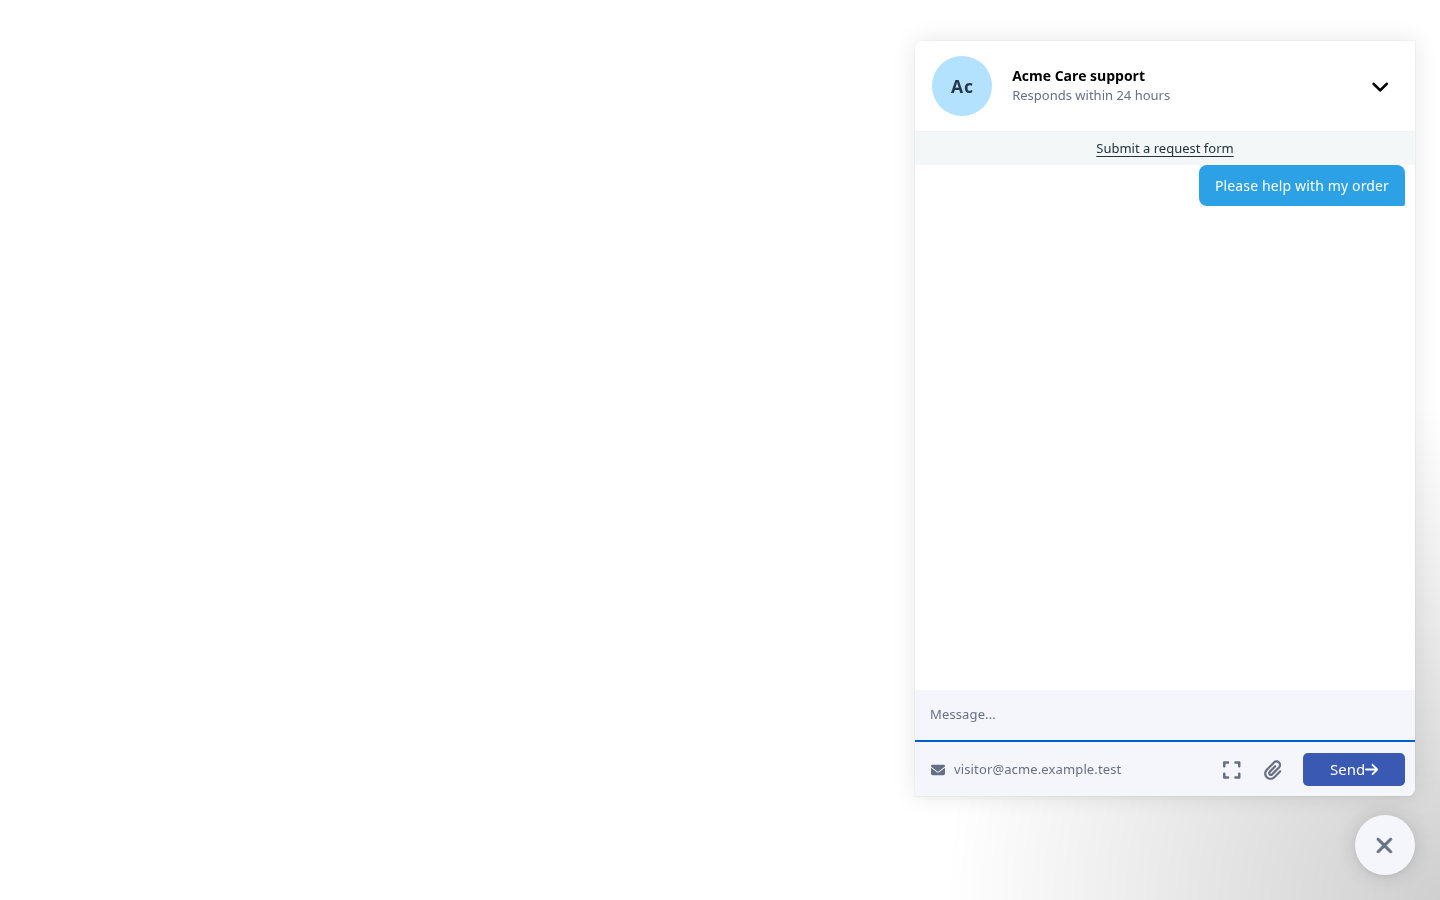 Ac
Acme Care support
Responds within 24 hours
Submit a request form
Please help with my order
Message...
visitor@acme.example.test
Send